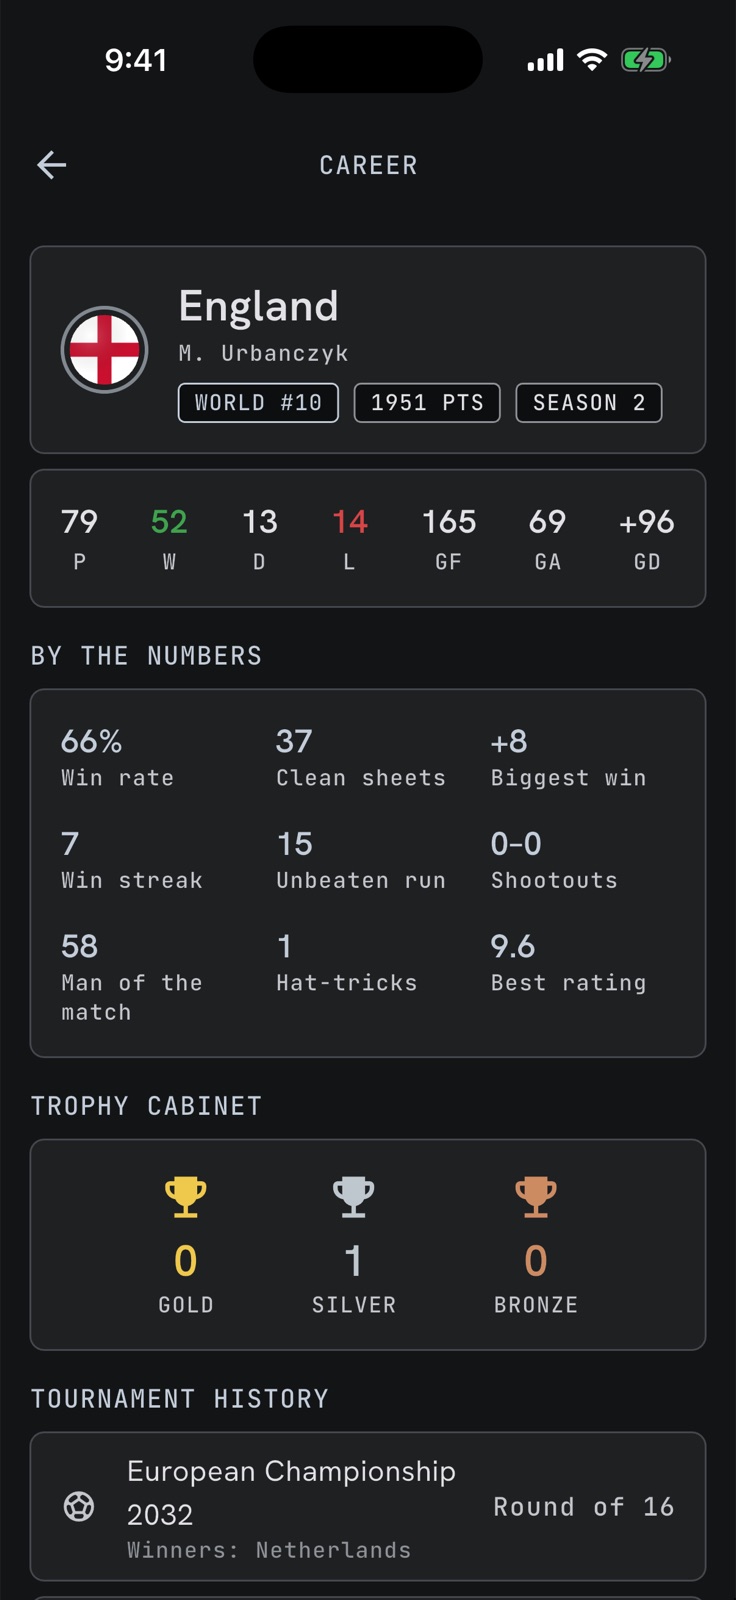 9:41
CAREER
England
M. Urbanczyk
WORLD #10 1951 PTS SEASON 2
79 52 13 14 165 69 +96
P W D L GF GA GD
BY THE NUMBERS
66% 37 +8
Win rate Clean sheets Biggest win
7 15 0–0
Win streak Unbeaten run Shootouts
58 1 9.6
Man of the Hat-tricks Best rating
match
TROPHY CABINET
0 1 0
GOLD SILVER BRONZE
TOURNAMENT HISTORY
European Championship
2032 Round of 16
Winners: Netherlands